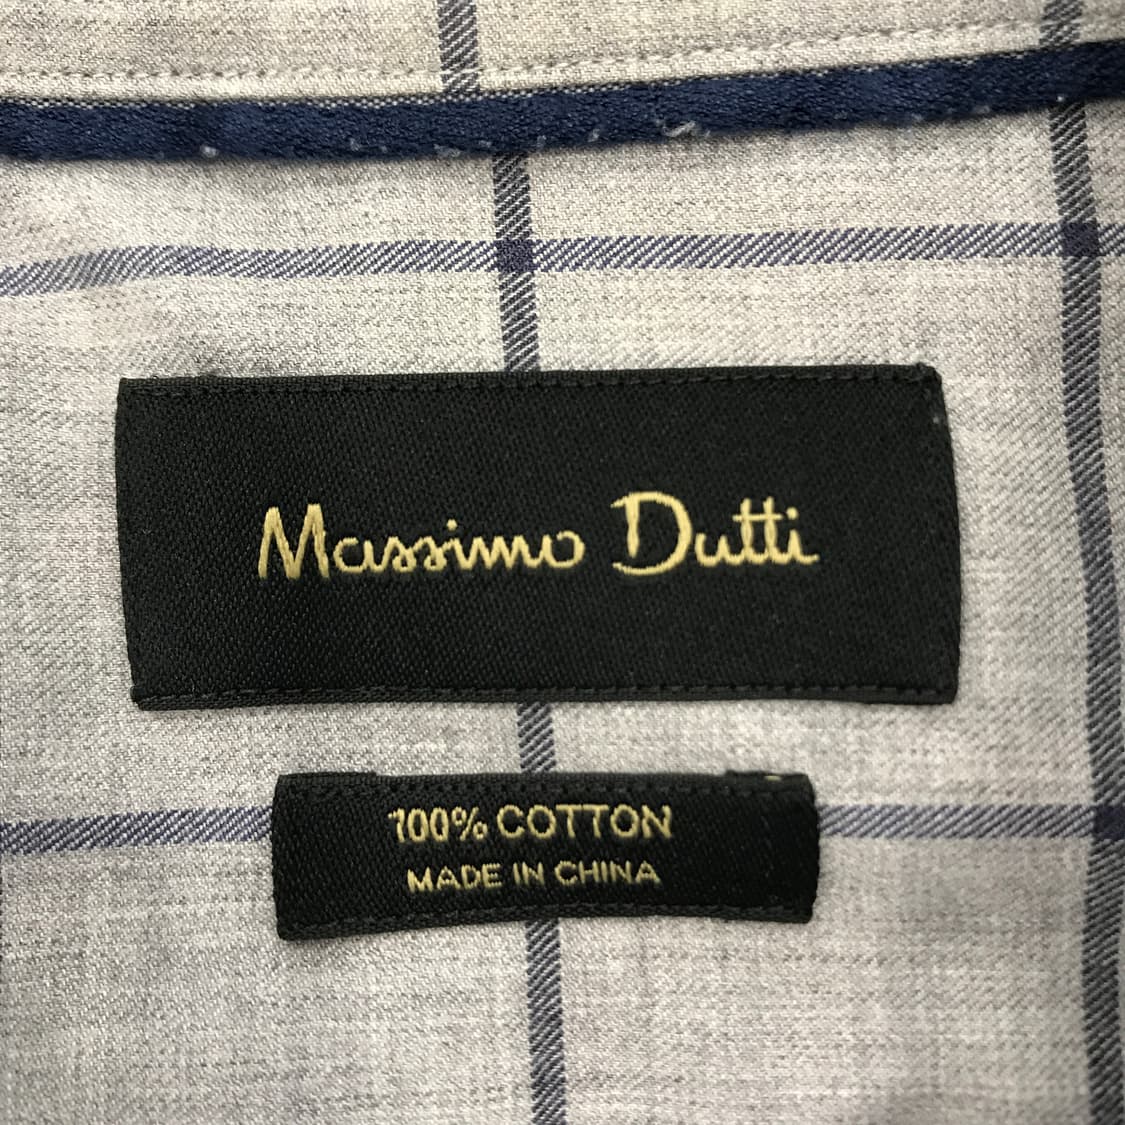 Massimo Dutti
100% COTTON
MADE IN CHINA